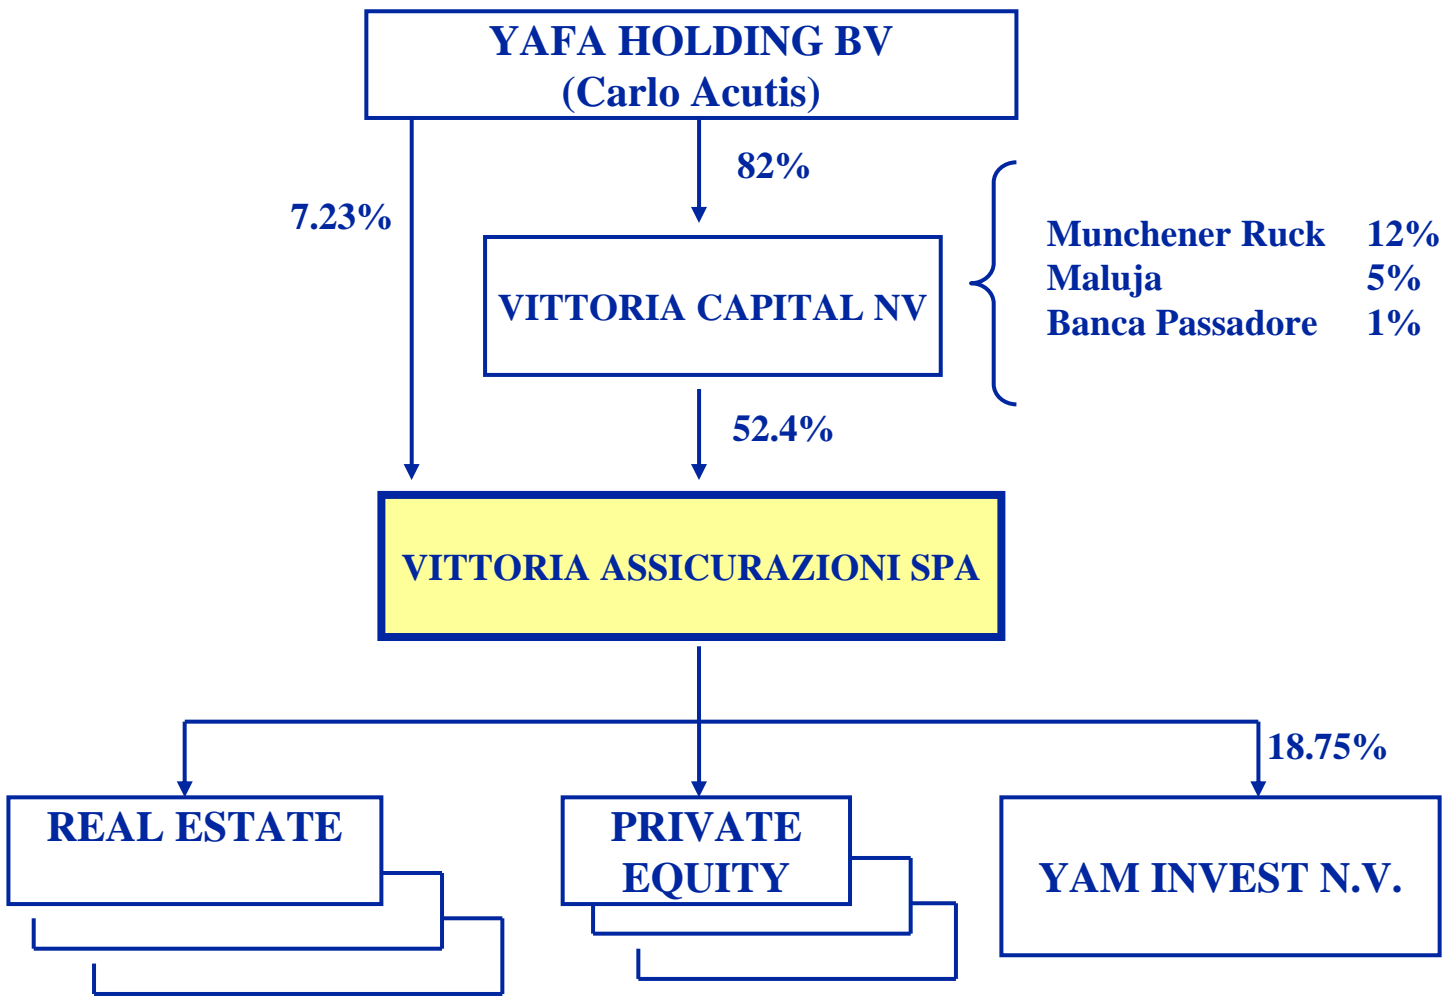 YAFA HOLDING BV
(Carlo Acutis)
82%
7.23%
Munchener Ruck 12%
Maluja 5%
Banca Passadore 1%
VITTORIA CAPITAL NV
52.4%
VITTORIA ASSICURAZIONI SPA
18.75%
REAL ESTATE
PRIVATE
EQUITY
YAM INVEST N.V.